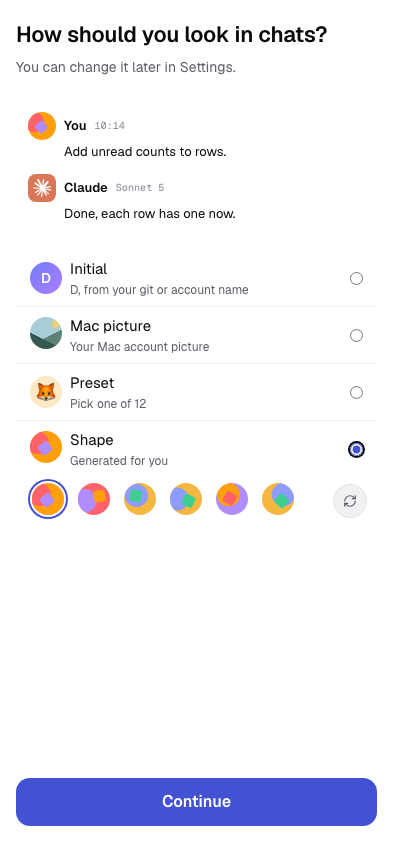 How should you look in chats?
You can change it later in Settings.
You 10:14
Add unread counts to rows.
Claude Sonnet 5
Done, each row has one now.
D
Initial
D, from your git or account name
Mac picture
Your Mac account picture
Preset
Pick one of 12
Shape
Generated for you
Continue